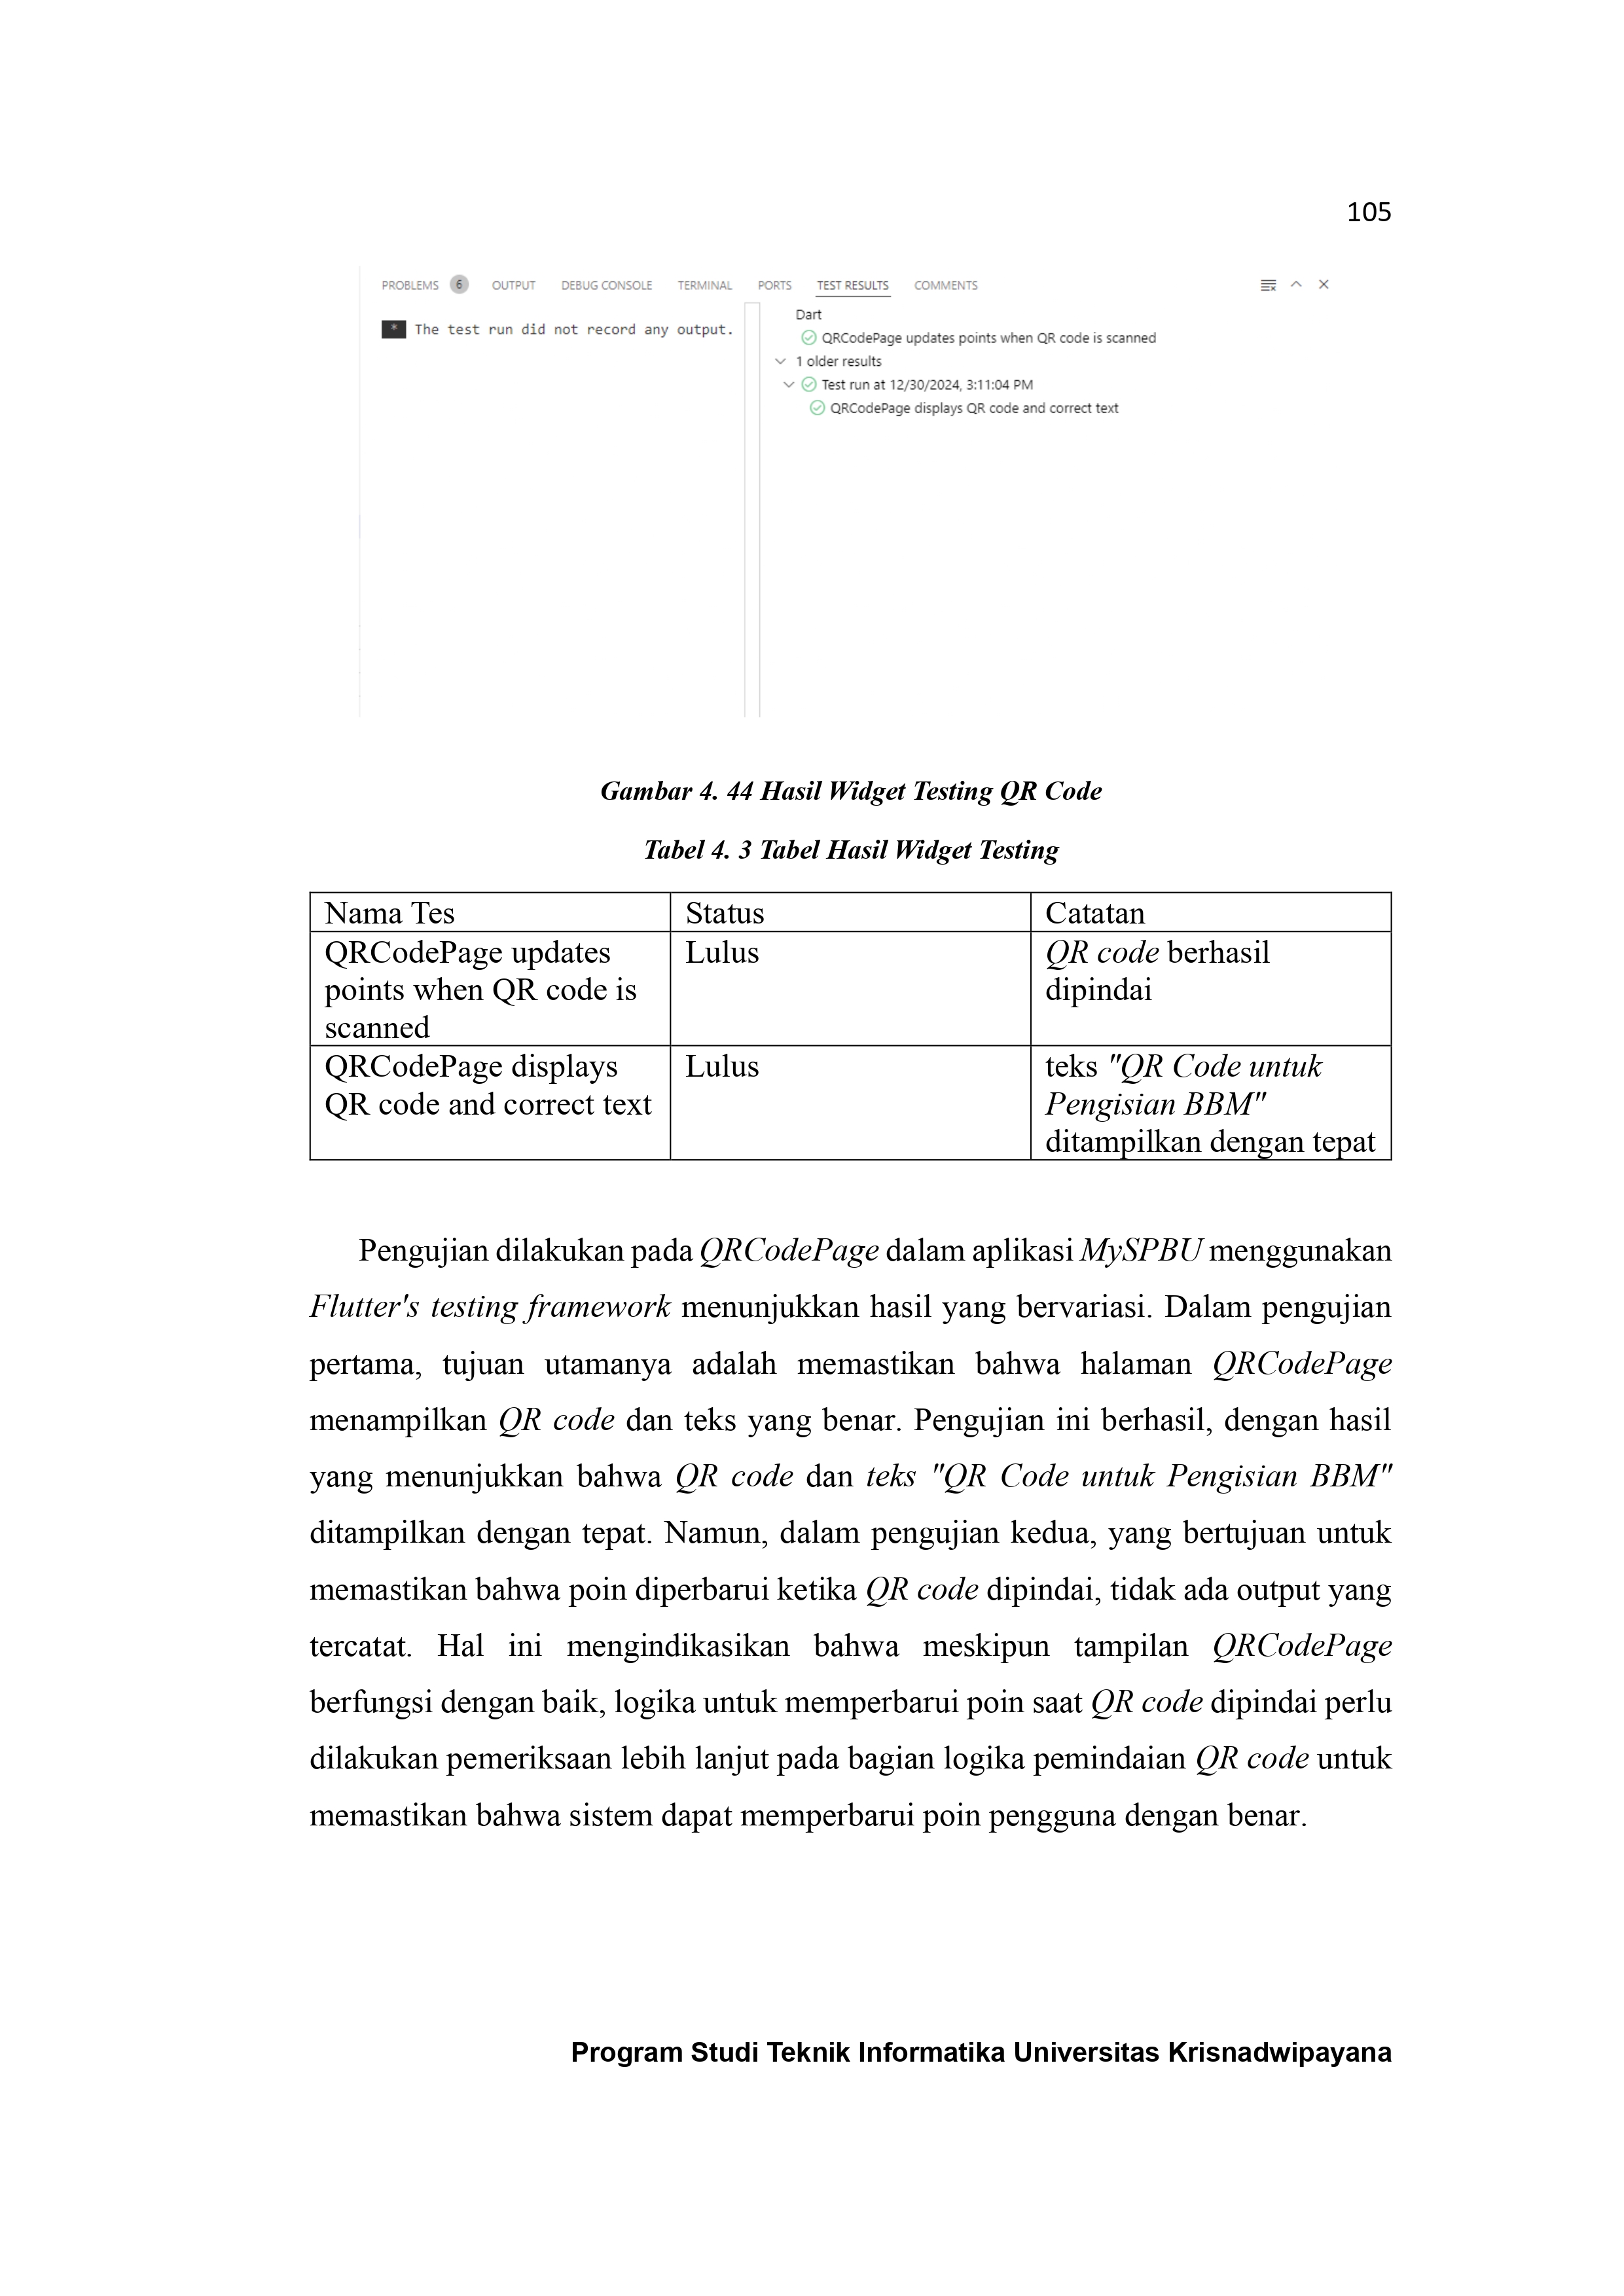 105
PROBLEMS 6 OUTPUT DEBUG CONSOLE TERMINAL PORTS TEST RESULTS COMMENTS
* The test run did not record any output.
Dart
QRCodePage updates points when QR code is scanned
1 older results
Test run at 12/30/2024, 3:11:04 PM
QRCodePage displays QR code and correct text
Gambar 4. 44 Hasil Widget Testing QR Code
Tabel 4. 3 Tabel Hasil Widget Testing
Nama Tes Status Catatan
QRCodePage updates
points when QR code is
scanned
Lulus
QR code berhasil
dipindai
QRCodePage displays
QR code and correct text
Lulus
teks "QR Code untuk
Pengisian BBM"
ditampilkan dengan tepat
Pengujian dilakukan pada QRCodePage dalam aplikasi MySPBU menggunakan
Flutter's testing framework menunjukkan hasil yang bervariasi. Dalam pengujian
pertama, tujuan utamanya adalah memastikan bahwa halaman QRCodePage
menampilkan QR code dan teks yang benar. Pengujian ini berhasil, dengan hasil
yang menunjukkan bahwa QR code dan teks "QR Code untuk Pengisian BBM"
ditampilkan dengan tepat. Namun, dalam pengujian kedua, yang bertujuan untuk
memastikan bahwa poin diperbarui ketika QR code dipindai, tidak ada output yang
tercatat. Hal ini mengindikasikan bahwa meskipun tampilan QRCodePage
berfungsi dengan baik, logika untuk memperbarui poin saat QR code dipindai perlu
dilakukan pemeriksaan lebih lanjut pada bagian logika pemindaian QR code untuk
memastikan bahwa sistem dapat memperbarui poin pengguna dengan benar.
Program Studi Teknik Informatika Universitas Krisnadwipayana